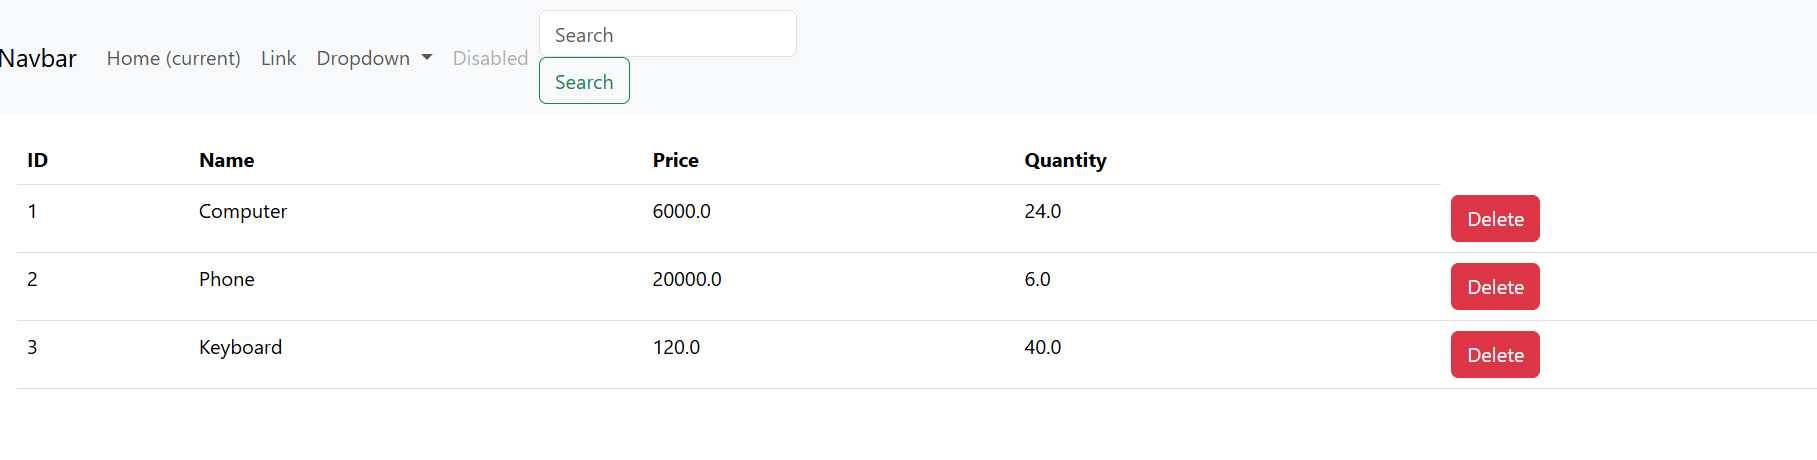 Navbar Home (current) Link Dropdown Disabled Search
Search
ID Name Price Quantity
1 Computer 6000.0 24.0 Delete
2 Phone 20000.0 6.0 Delete
3 Keyboard 120.0 40.0 Delete